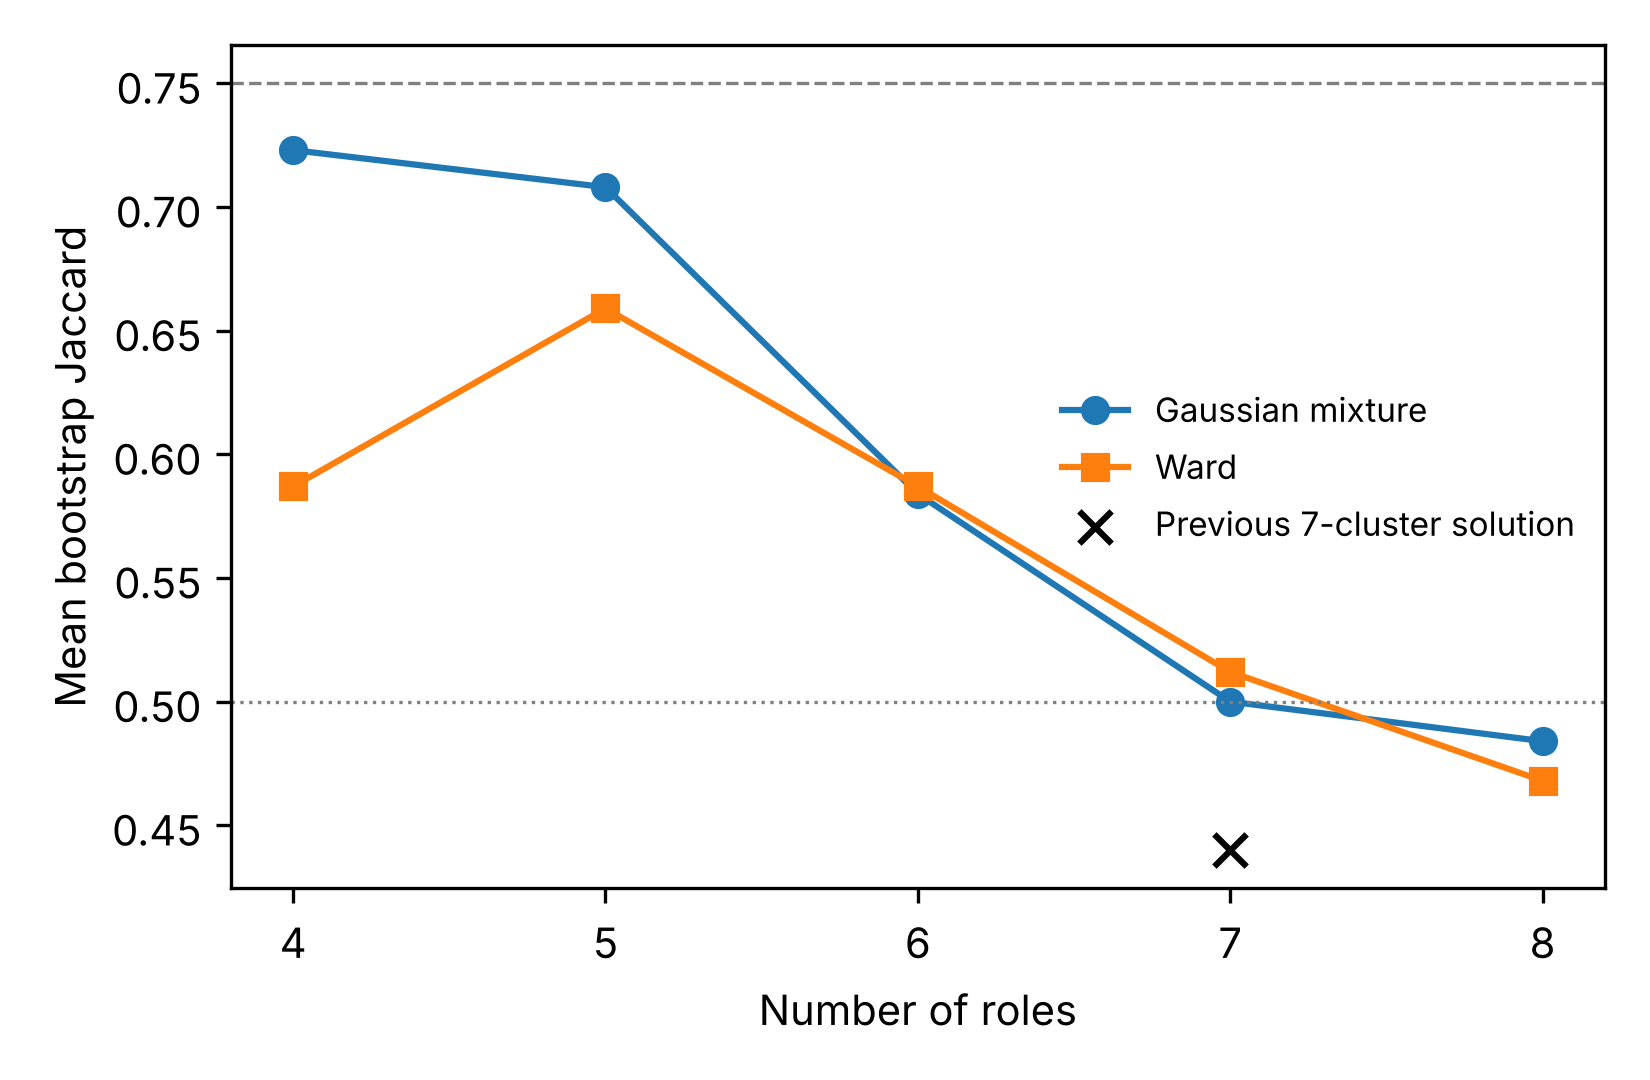 Mean bootstrap Jaccard
0.75
0.70
0.65
0.60
0.55
0.50
0.45
Gaussian mixture
Ward
Previous 7-cluster solution
4 5 6 7 8
Number of roles